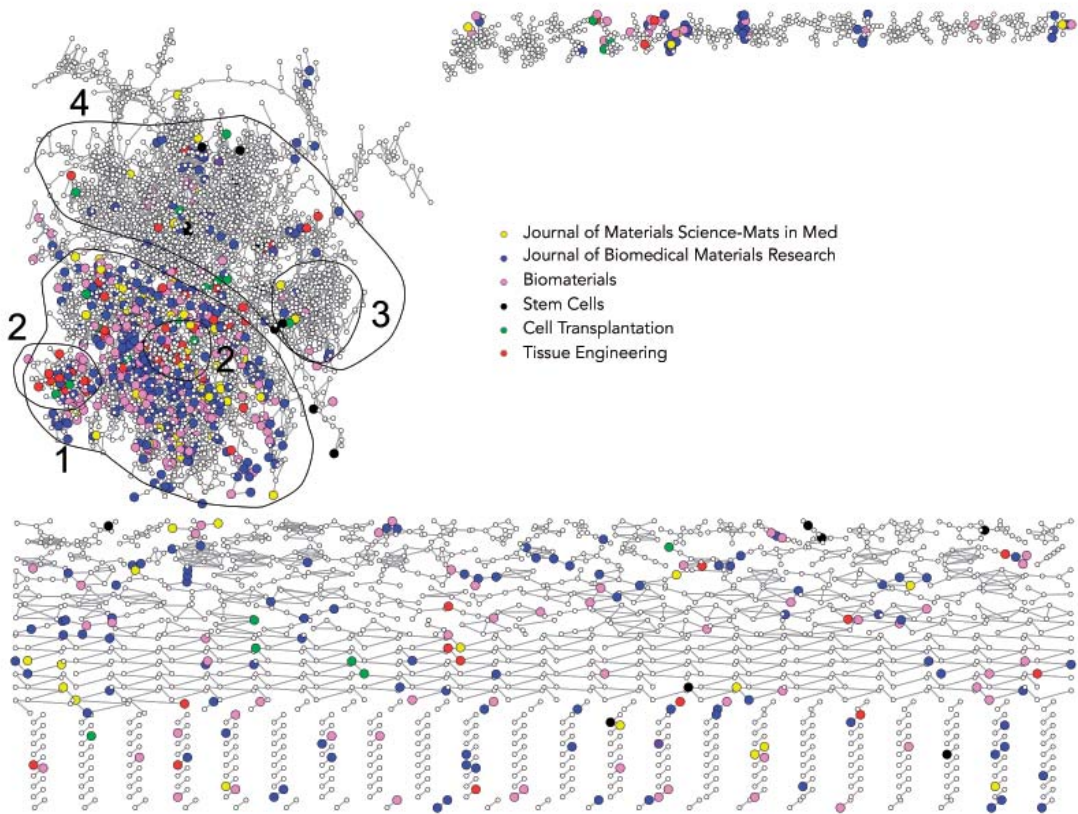 4
Journal of Materials Science-Mats in Med
Journal of Biomedical Materials Research
Biomaterials
Stem Cells
Cell Transplantation
Tissue Engineering
3
2
2
1